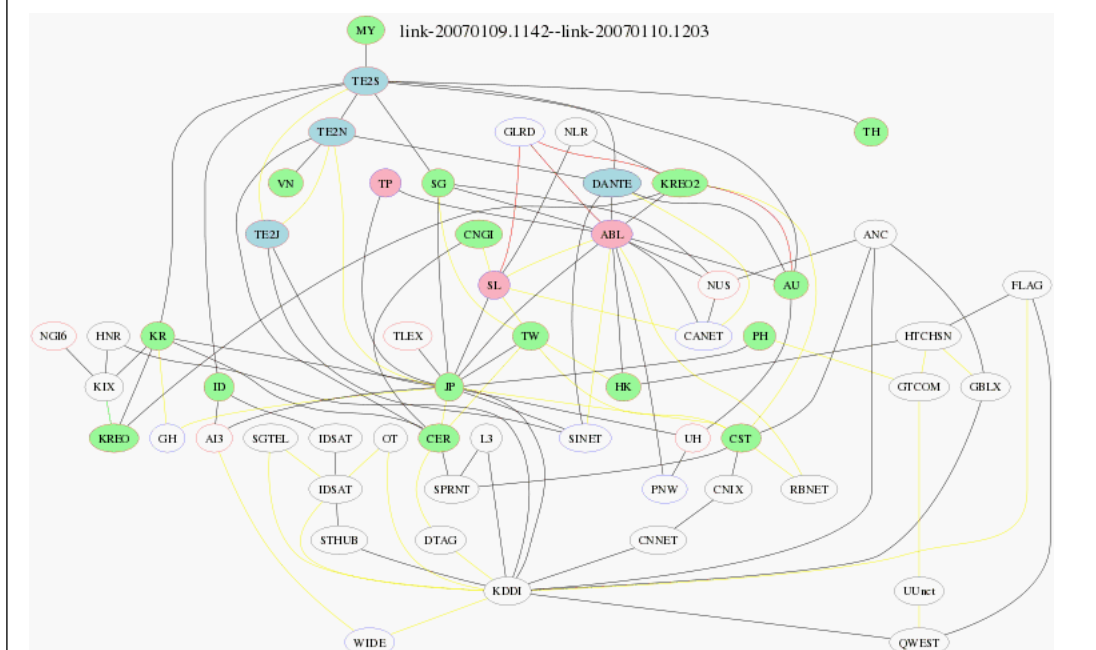 MY link-20070109.1142--link-20070110.1203
TE2S
TE2N GLRD NLR TH
VN TP SG DANTE KREO2
TE2J CNGI ABL ANC
SL NUS AU FLAG
NGI6 HNR KR TLEX TW CANET PH HTCHSN
KIX ID JP HK GTCOM GBLX
KREO GH AI3 SGTEL IDSAT OT CER L3 SINET UH CST
IDSAT SPRNT PNW CNIX RBNET
STHUB DTAG CNNET
KDDI UUnet
WIDE QWEST